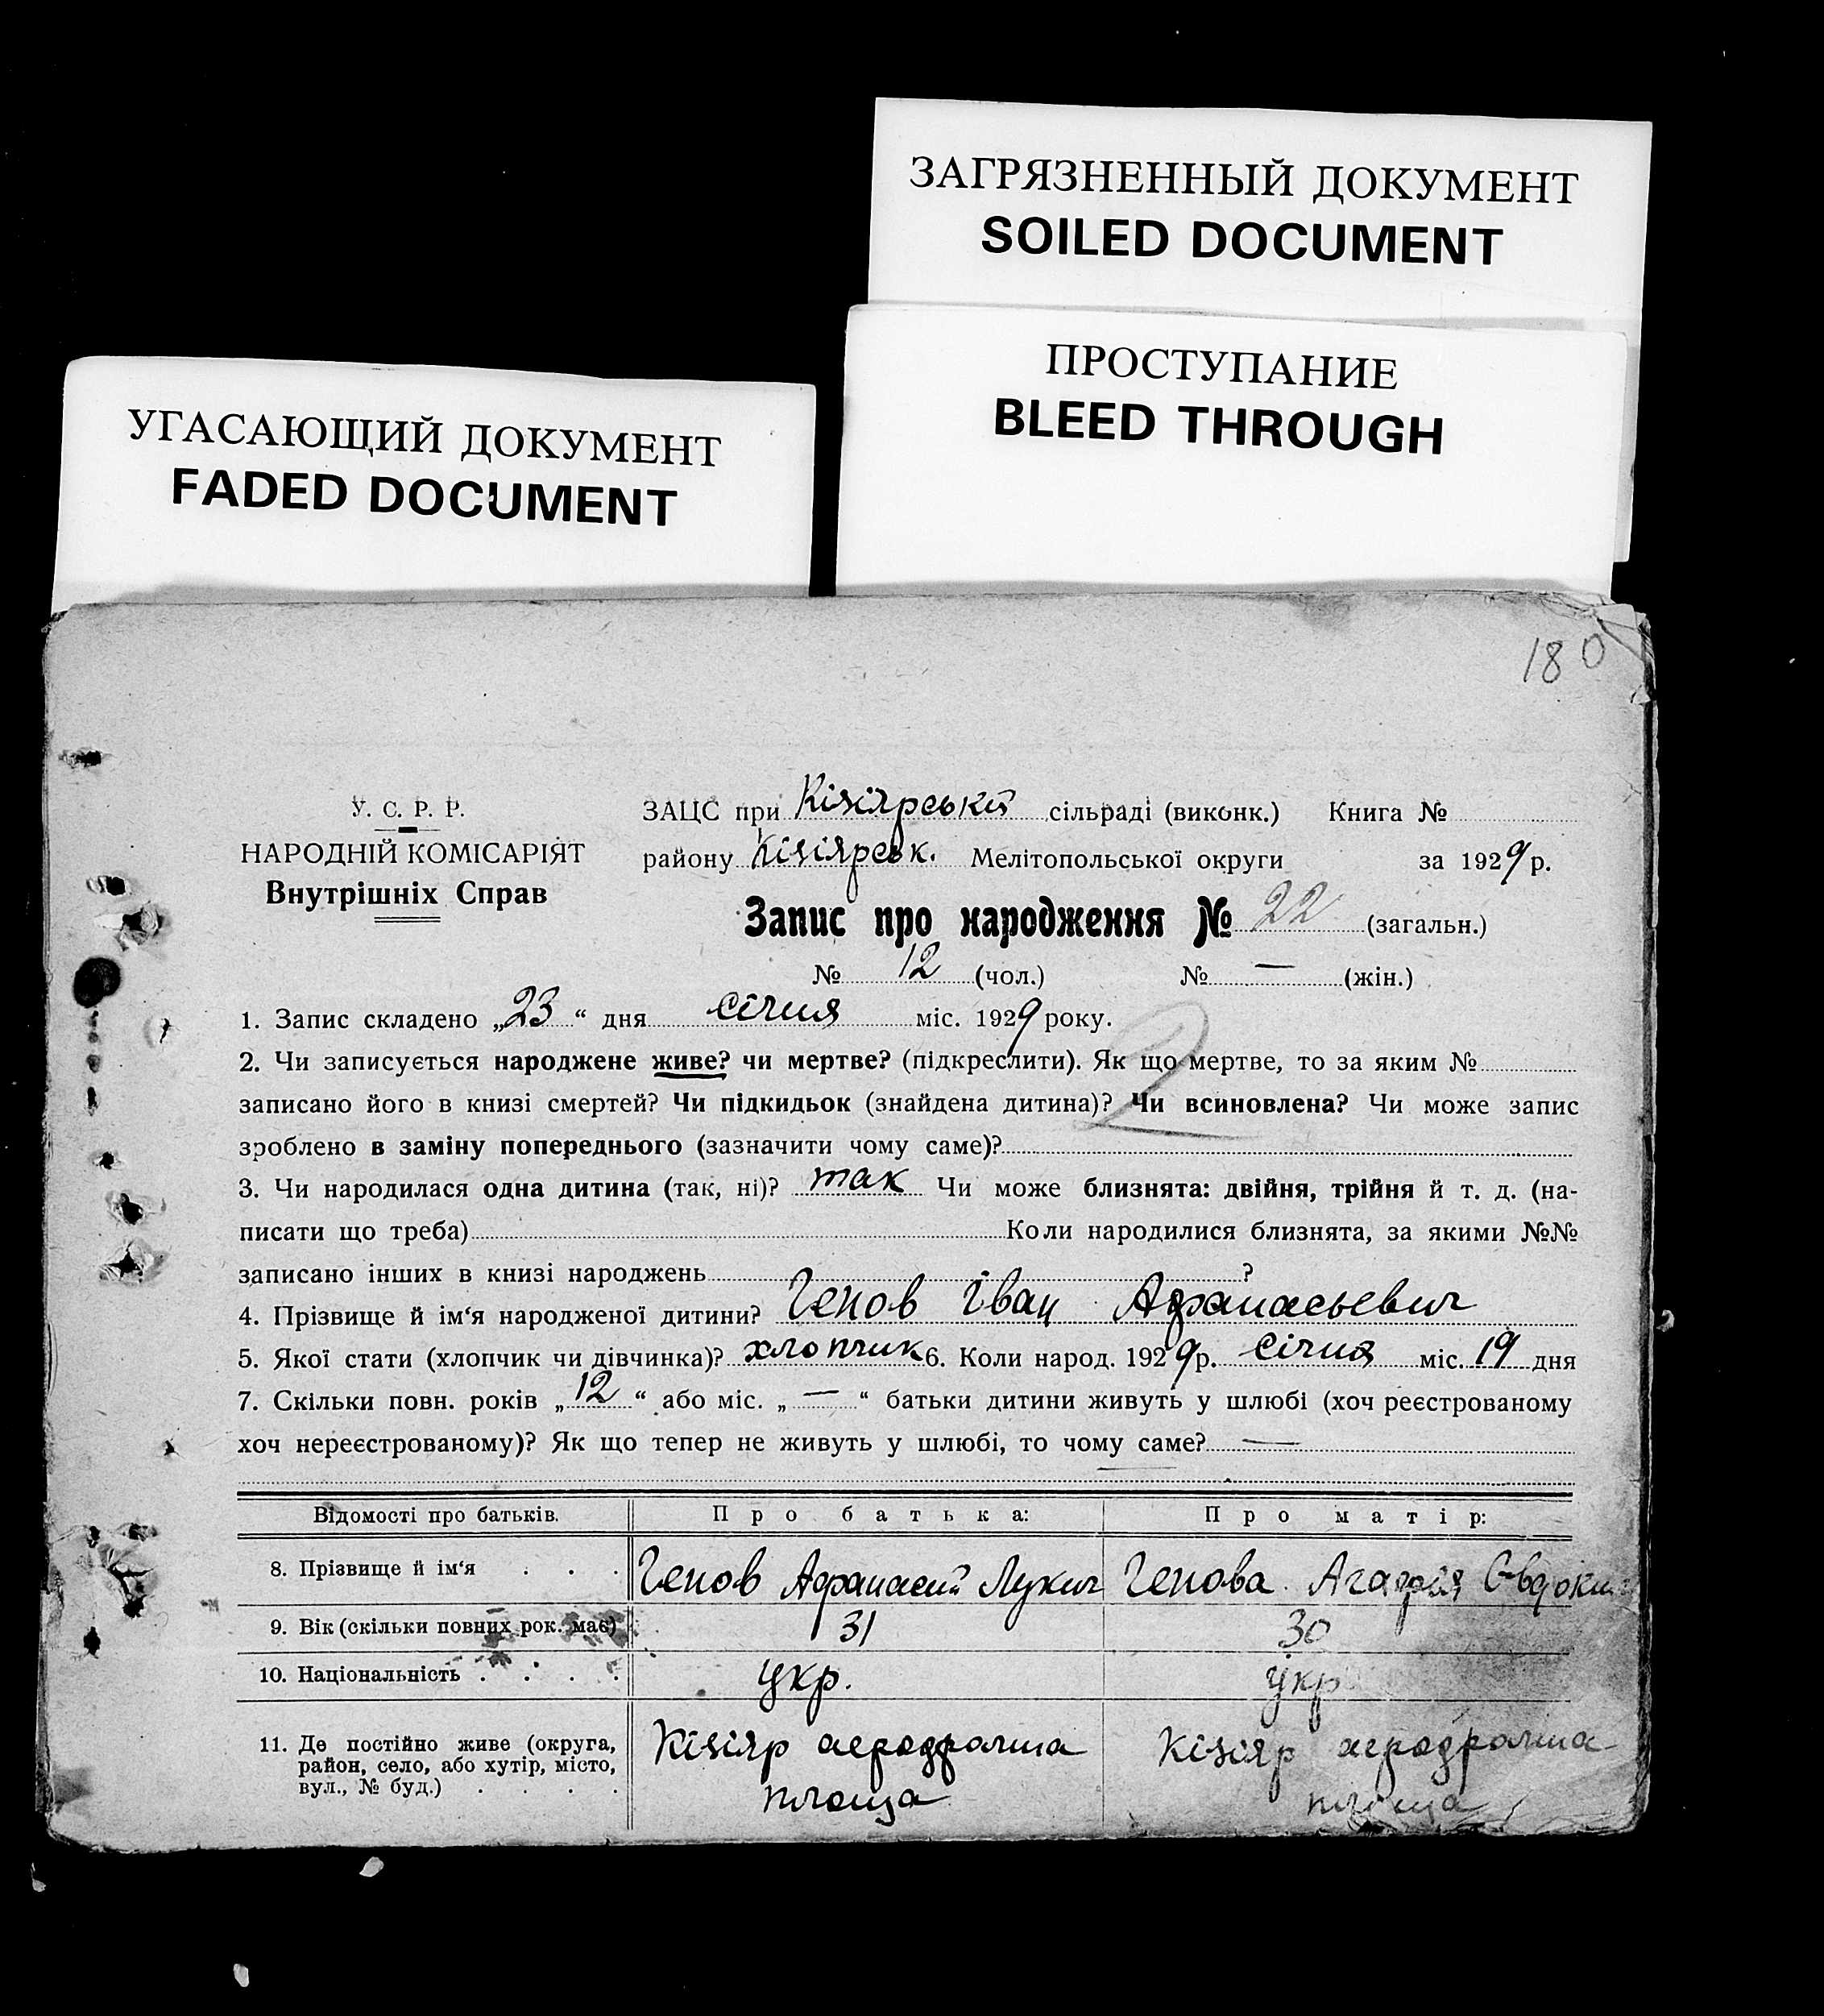 ЗАГРЯЗНЕННЫЙ ДОКУМЕНТ
SOILED DOCUMENT
ПРОСТУПАНИЕ
BLEED THROUGH
УГАСАЮЩИЙ ДОКУМЕНТ
FADED DOCUMENT
180
У. С. Р. Р.
НАРОДНІЙ КОМІСАРІЯТ
Внутрішніх Справ
ЗАЦС при Кізіярській сільраді (виконк.) Книга №
району Кізіярськ. Мелітопольської округи за 1929 р.
Запис про народження № 22 (загальн.)
№ 12 (чол.) № — (жін.)
1. Запис складено „23“ дня січня міс. 1929 року.
2
2. Чи записується народжене живе? чи мертве? (підкреслити). Як що мертве, то за яким №
записано його в книзі смертей? Чи підкидьок (знайдена дитина)? Чи всиновлена? Чи може запис
зроблено в заміну попереднього (зазначити чому саме)?
3. Чи народилася одна дитина (так, ні)? так Чи може близнята: двійня, трійня й т. д. (на-
писати що треба) Коли народилися близнята, за якими №№
записано інших в книзі народжень ?
4. Прізвище й ім‘я народженої дитини? Ченов Іван Афанасьевич
5. Якої стати (хлопчик чи дівчинка)? хлопчик 6. Коли народ. 1929 р. січня міс. 19 дня
7. Скільки повн. років „12“ або міс. „—“ батьки дитини живуть у шлюбі (хоч реєстрованому
хоч нереєстрованому)? Як що тепер не живуть у шлюбі, то чому саме? —
Відомості про батьків. Про батька: Про матір:
8. Прізвище й ім‘я . . . Ченов Афанасий Лукич Ченова Агафія
9. Вік (скільки повних рок. має) 31 30
10. Національність . . . . укр. укр
11. Де постійно живе (округа,
район, село, або хутір, місто,
вул., № буд.) . . . .
Кізіяр аеродромна
площа
Кізіяр аеродромна
площа